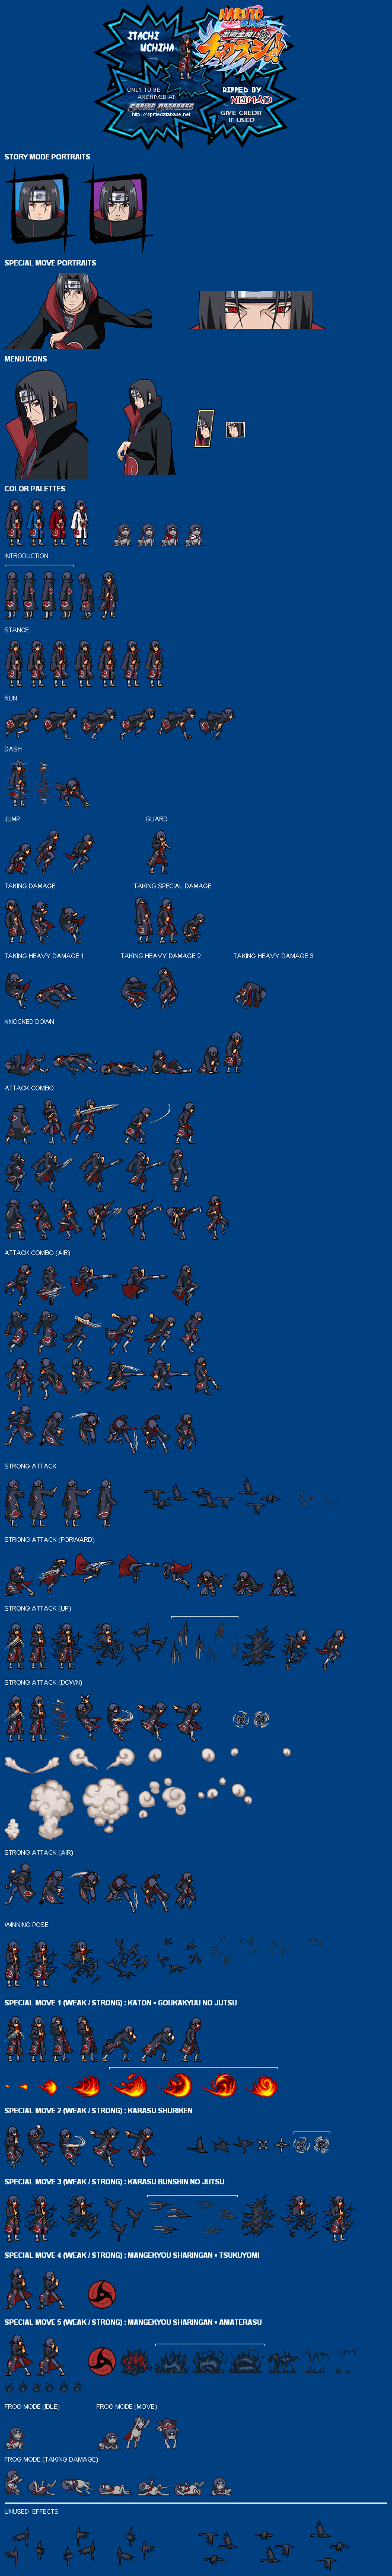 ITACHI
UCHIHA
NARUTO
ONLY TO BE
ARCHIVED AT:
SPRITE DATABASE
http://spritedatabase.net
RIPPED BY
NOMAD
GIVE CREDIT
IF USED
STORY MODE PORTRAITS
SPECIAL MOVE PORTRAITS
MENU ICONS
COLOR PALETTES
INTRODUCTION
STANCE
RUN
DASH
JUMP GUARD
TAKING DAMAGE TAKING SPECIAL DAMAGE
TAKING HEAVY DAMAGE 1 TAKING HEAVY DAMAGE 2 TAKING HEAVY DAMAGE 3
KNOCKED DOWN
ATTACK COMBO
ATTACK COMBO (AIR)
STRONG ATTACK
STRONG ATTACK (FORWARD)
STRONG ATTACK (UP)
STRONG ATTACK (DOWN)
STRONG ATTACK (AIR)
WINNING POSE
SPECIAL MOVE 1 (WEAK / STRONG) : KATON • GOUKAKYUU NO JUTSU
SPECIAL MOVE 2 (WEAK / STRONG) : KARASU SHURIKEN
SPECIAL MOVE 3 (WEAK / STRONG) : KARASU BUNSHIN NO JUTSU
SPECIAL MOVE 4 (WEAK / STRONG) : MANGEKYOU SHARINGAN • TSUKUYOMI
SPECIAL MOVE 5 (WEAK / STRONG) : MANGEKYOU SHARINGAN • AMATERASU
FROG MODE (IDLE) FROG MODE (MOVE)
FROG MODE (TAKING DAMAGE)
UNUSED EFFECTS